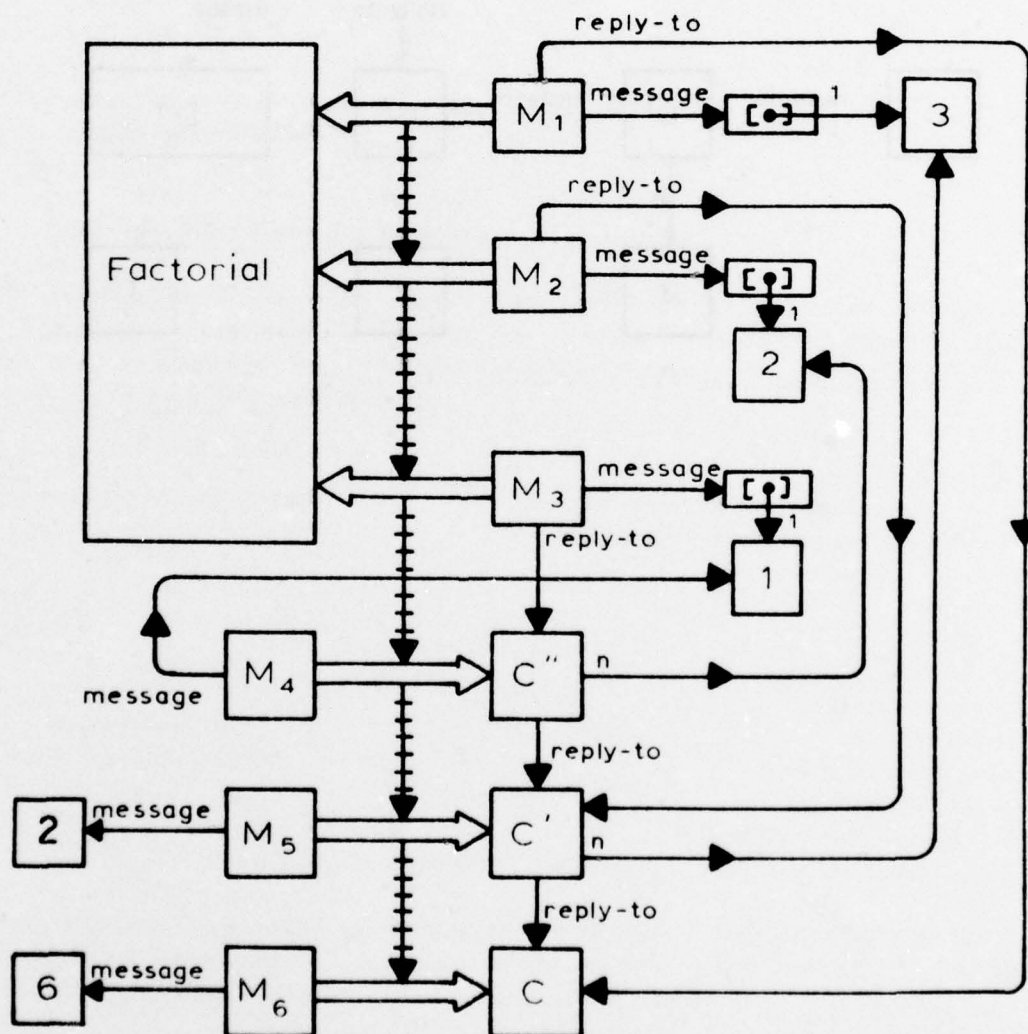 reply-to
M₁ message [•] 1 3
reply-to
Factorial M₂ message [•]
1
2
M₃ message [•]
reply-to 1
1
M₄ C'' n
message
reply-to
2 message M₅ C' n
reply-to
6 message M₆ C